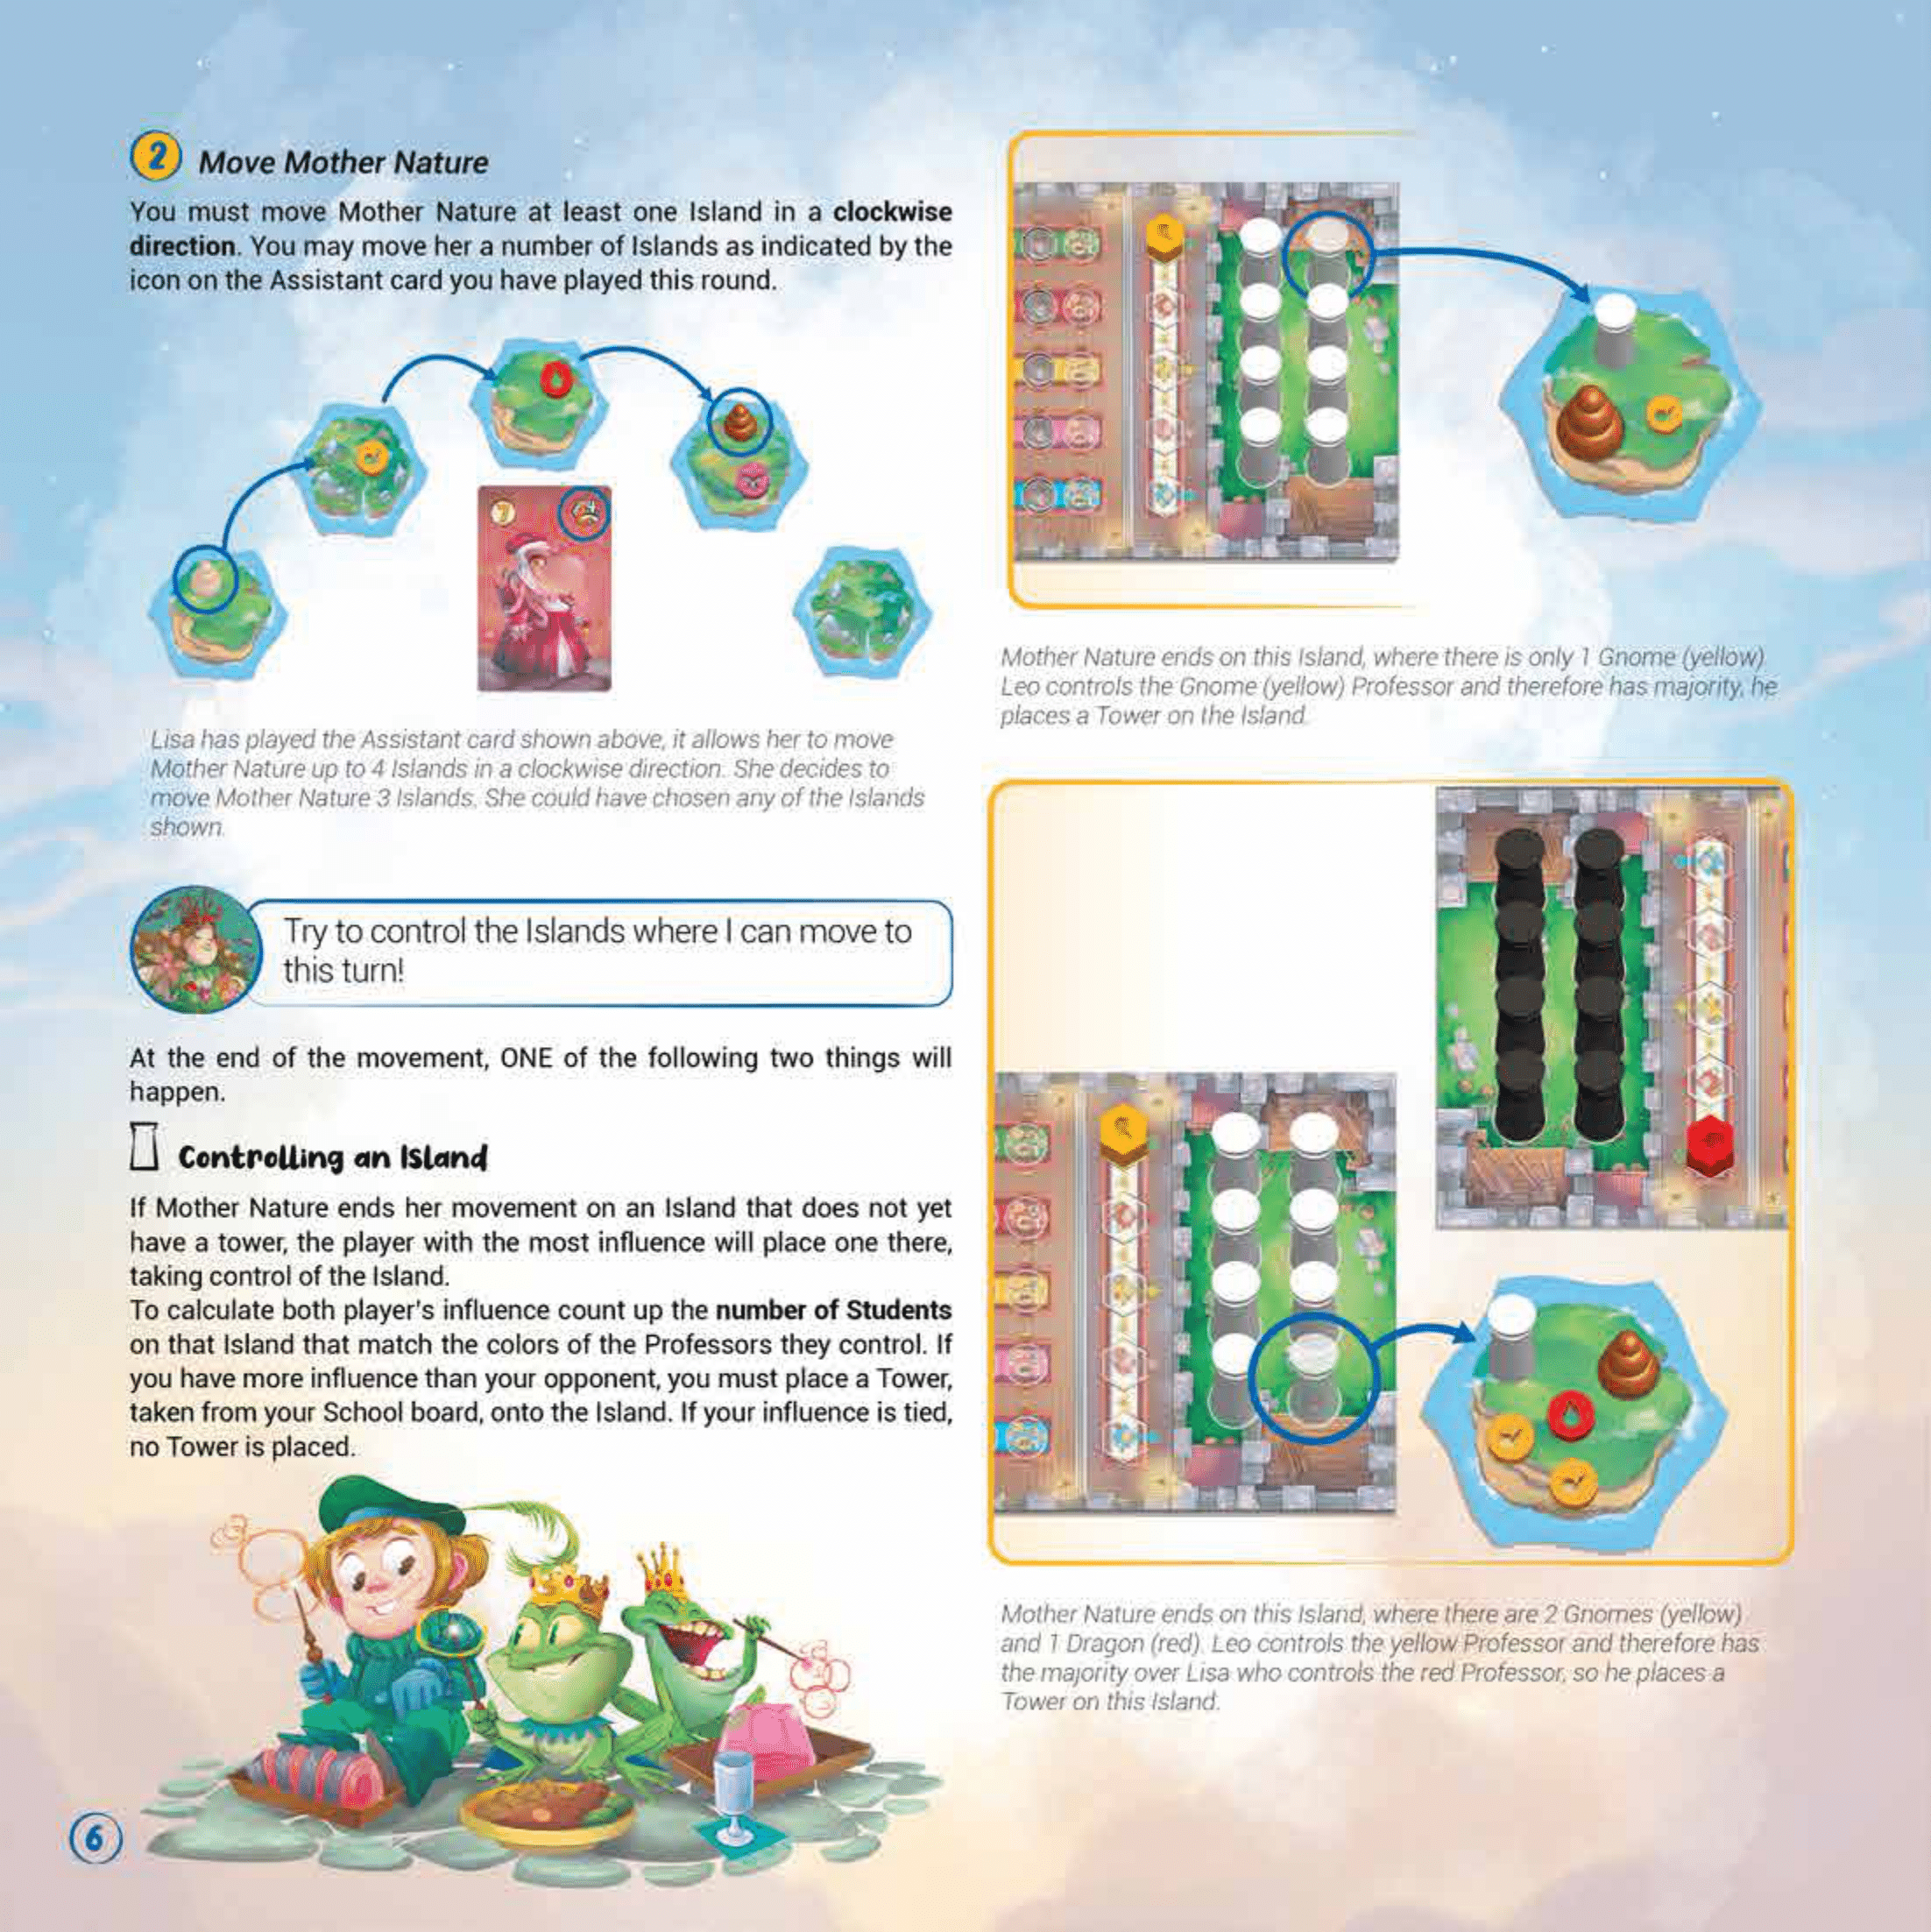 2 Move Mother Nature
You must move Mother Nature at least one Island in a clockwise
direction. You may move her a number of Islands as indicated by the
icon on the Assistant card you have played this round.
7 4
Lisa has played the Assistant card shown above, it allows her to move
Mother Nature up to 4 Islands in a clockwise direction. She decides to
move Mother Nature 3 Islands. She could have chosen any of the Islands
shown.
Try to control the Islands where I can move to
this turn!
At the end of the movement, ONE of the following two things will
happen.
Controlling an Island
If Mother Nature ends her movement on an Island that does not yet
have a tower, the player with the most influence will place one there,
taking control of the Island.
To calculate both player's influence count up the number of Students
on that Island that match the colors of the Professors they control. If
you have more influence than your opponent, you must place a Tower,
taken from your School board, onto the Island. If your influence is tied,
no Tower is placed.
6
Mother Nature ends on this Island, where there is only 1 Gnome (yellow).
Leo controls the Gnome (yellow) Professor and therefore has majority, he
places a Tower on the Island.
Mother Nature ends on this Island, where there are 2 Gnomes (yellow)
and 1 Dragon (red). Leo controls the yellow Professor and therefore has
the majority over Lisa who controls the red Professor, so he places a
Tower on this Island.